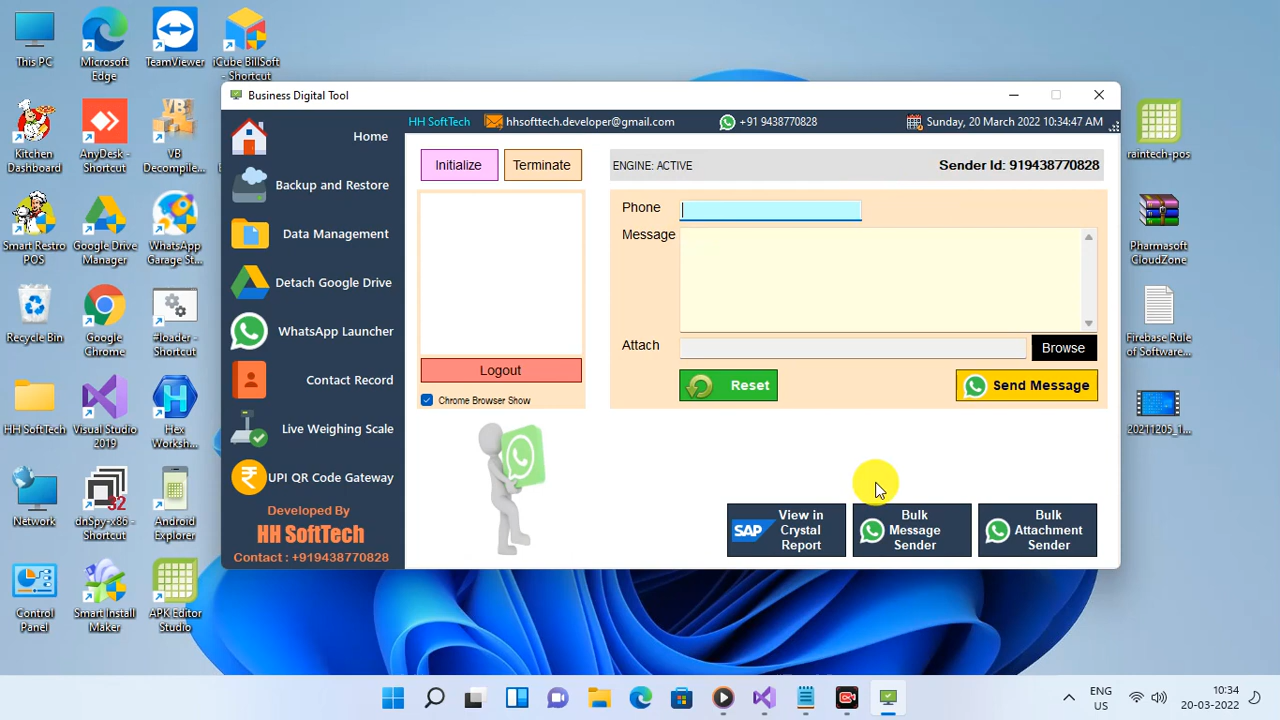 This PC
Microsoft
Edge
TeamViewer
iCube BillSoft
- Shortcut
Kitchen
Dashboard
AnyDesk -
Shortcut
VB
Decompile...
Smart Restro
POS
Google Drive
Manager
WhatsApp
Garage St...
Recycle Bin
Google
Chrome
#loader -
Shortcut
HH SoftTech
Visual Studio
2019
Hex
Worksh...
Network
dnSpy-x86 -
Shortcut
32
Android
Explorer
Control
Panel
Smart Install
Maker
APK Editor
Studio
Business Digital Tool
HH SoftTech
hhsofttech.developer@gmail.com
+91 9438770828
Sunday, 20 March 2022 10:34:47 AM
Home
Backup and Restore
Data Management
Detach Google Drive
WhatsApp Launcher
Contact Record
Live Weighing Scale
UPI QR Code Gateway
Developed By
HH SoftTech
Contact : +919438770828
Initialize
Terminate
ENGINE: ACTIVE
Sender Id: 919438770828
Phone
Message
Attach
Browse
Logout
Reset
Send Message
Chrome Browser Show
SAP
View in
Crystal
Report
Bulk
Message
Sender
Bulk
Attachment
Sender
raintech-pos
Pharmasoft
CloudZone
Firebase Rule
of Software...
20211205_1...
ENG
US
10:34
20-03-2022